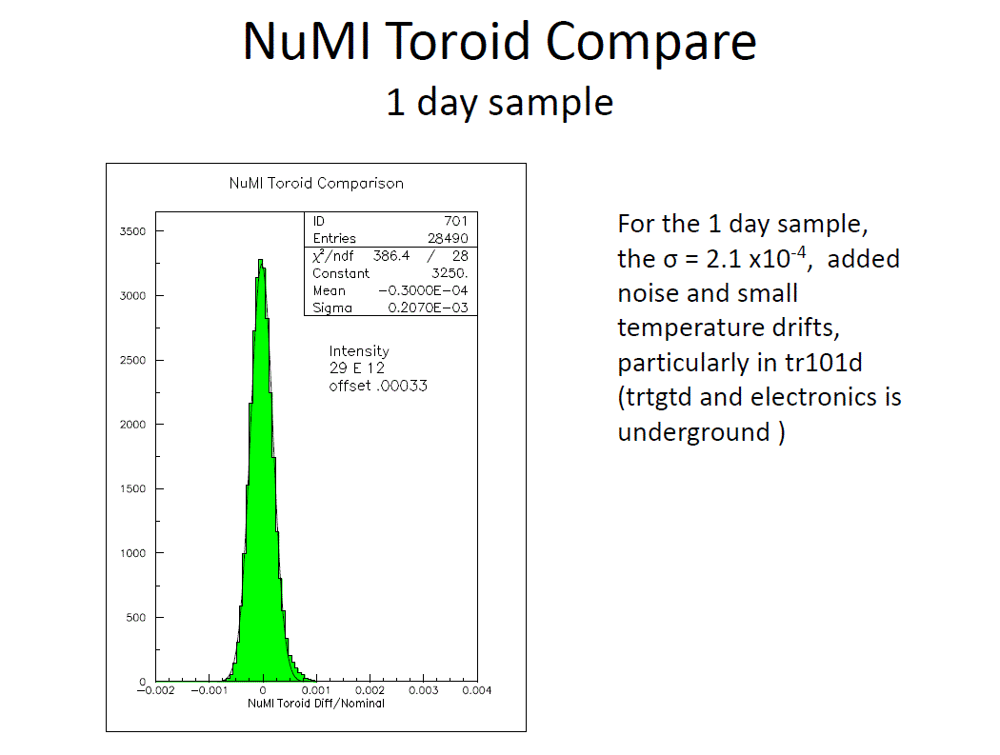 NuMI Toroid Compare
1 day sample
NuMI Toroid Comparison
ID 701
Entries 28490
χ²/ndf 386.4 / 28
Constant 3250.
Mean −0.3000E−04
Sigma 0.2070E−03
Intensity
29 E 12
offset .00033
3500
3000
2500
2000
1500
1000
500
0
−0.002 −0.001 0 0.001 0.002 0.003 0.004
NuMI Toroid Diff/Nominal
For the 1 day sample,
the σ = 2.1 x10⁻⁴, added
noise and small
temperature drifts,
particularly in tr101d
(trtgtd and electronics is
underground )